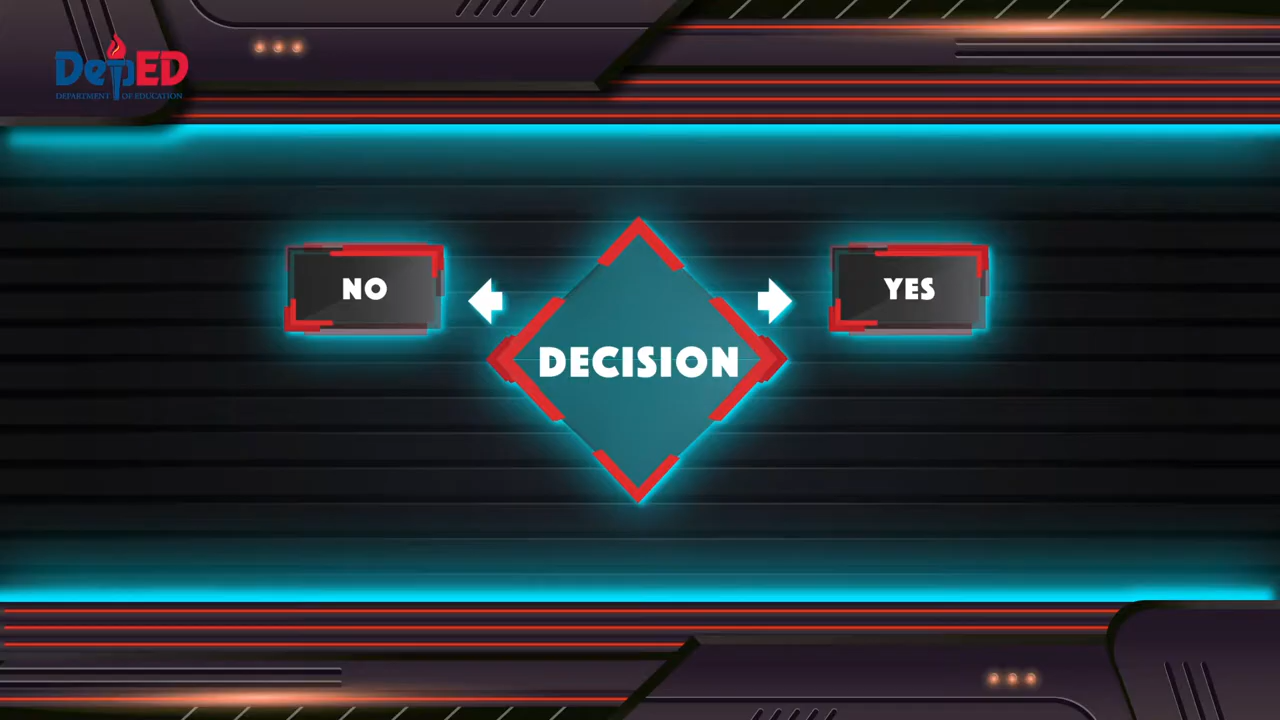 DepED
DEPARTMENT OF EDUCATION
NO
YES
DECISION